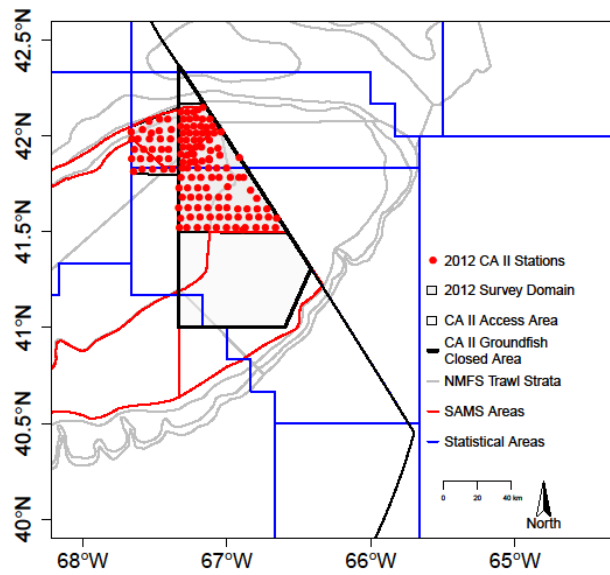 42.5°N
42°N
41.5°N
41°N
40.5°N
40°N
68°W
67°W
66°W
65°W
2012 CA II Stations
2012 Survey Domain
CA II Access Area
CA II Groundfish
Closed Area
NMFS Trawl Strata
SAMS Areas
Statistical Areas
0 20 40 km
North